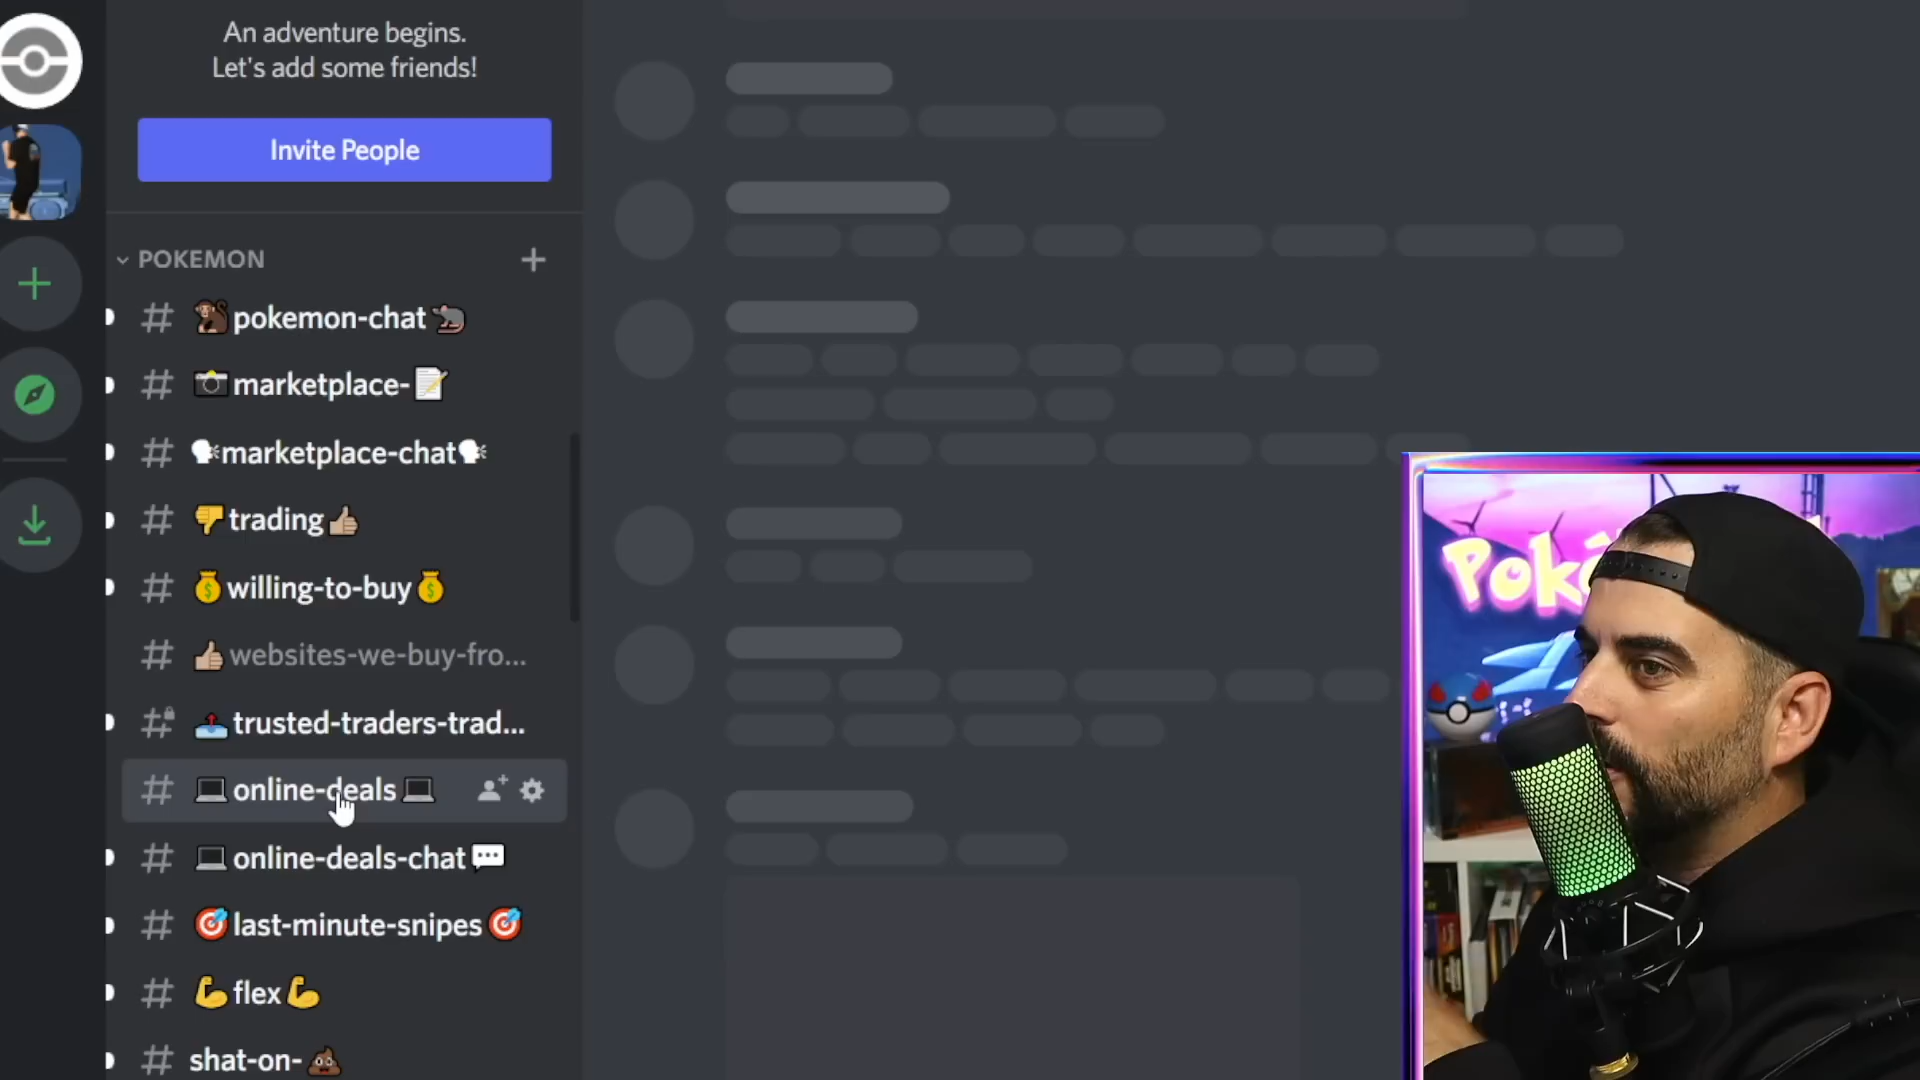 An adventure begins.
Let's add some friends!
Invite People
POKEMON
pokemon-chat
marketplace-
marketplace-chat
trading
willing-to-buy
websites-we-buy-fro...
trusted-traders-trad...
online-deals
online-deals-chat
last-minute-snipes
flex
shat-on-